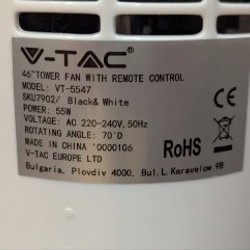 V-TAC
46"TOWER FAN WITH REMOTE CONTROL
MODEL: VT-5547
SKU7902/ Black& White
POWER: 55W
VOLTAGE: AC 220-240V,50Hz
ROTATING ANGLE: 70'D
MADE IN CHINA '0000106
V-TAC EUROPE LTD
Bulgaria, Plovdiv 4000, Bul.L.Karavelow 9B
CE
RoHS